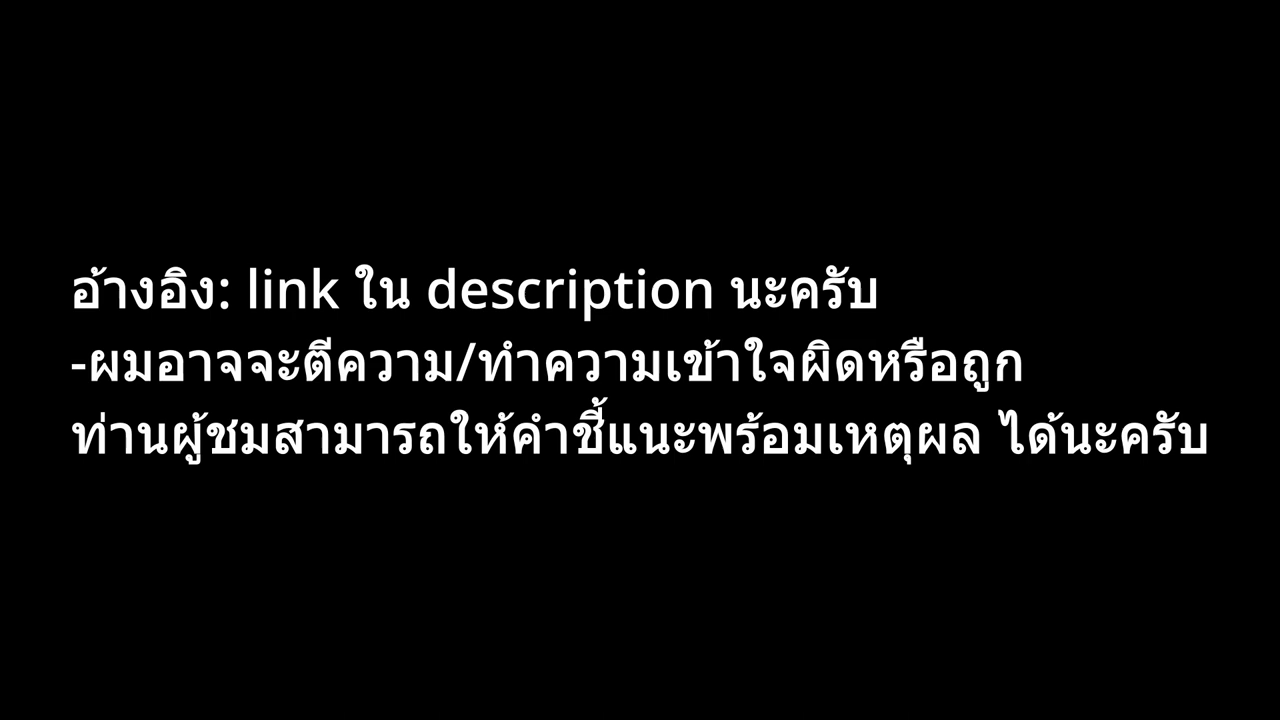 อ้างอิง: link ใน description นะครับ
-ผมอาจจะตีความ/ทำความเข้าใจผิดหรือถูก
ท่านผู้ชมสามารถให้คำชี้แนะพร้อมเหตุผล ได้นะครับ